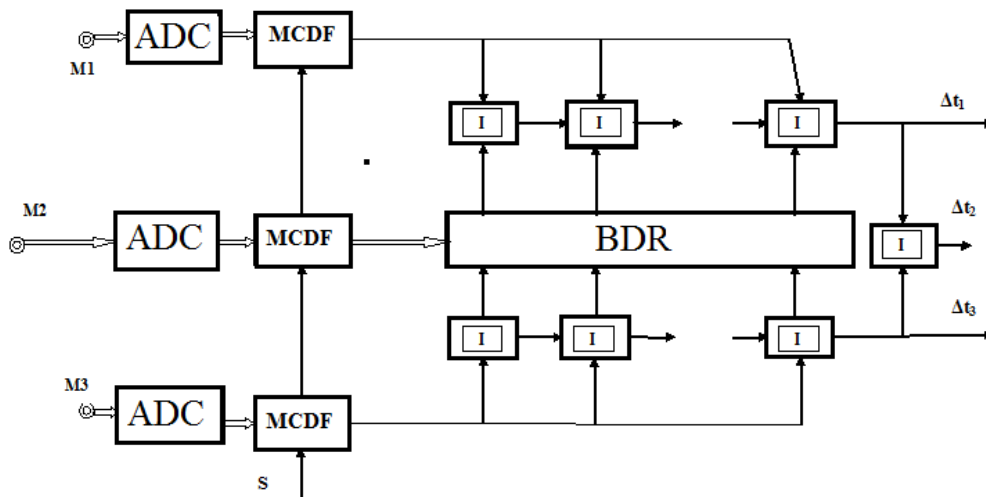 ADC
MCDF
M1
I
I
I
Δt1
M2
ADC
MCDF
BDR
I
Δt2
I
I
I
Δt3
M3
ADC
MCDF
S